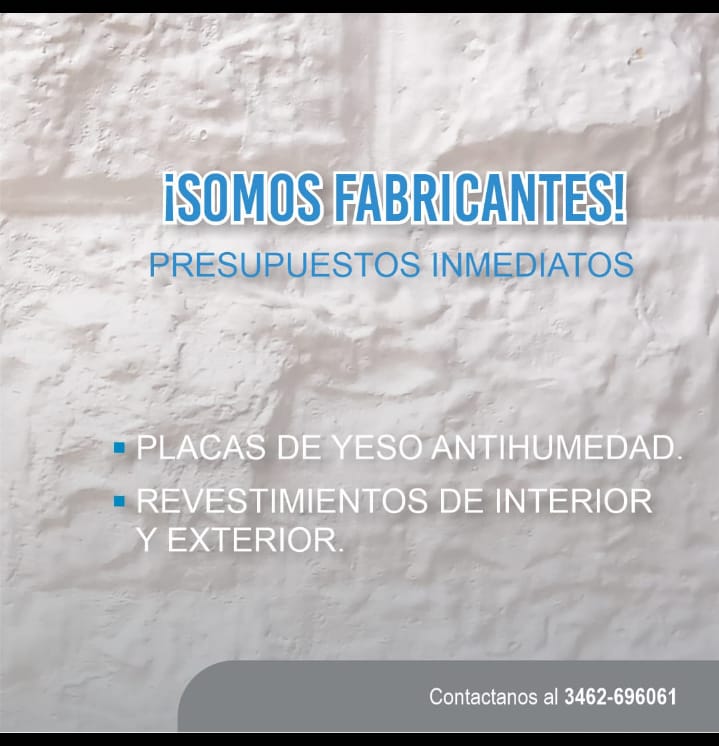 ¡SOMOS FABRICANTES!
PRESUPUESTOS INMEDIATOS
▪ PLACAS DE YESO ANTIHUMEDAD.
▪ REVESTIMIENTOS DE INTERIOR
Y EXTERIOR.
Contactanos al 3462-696061